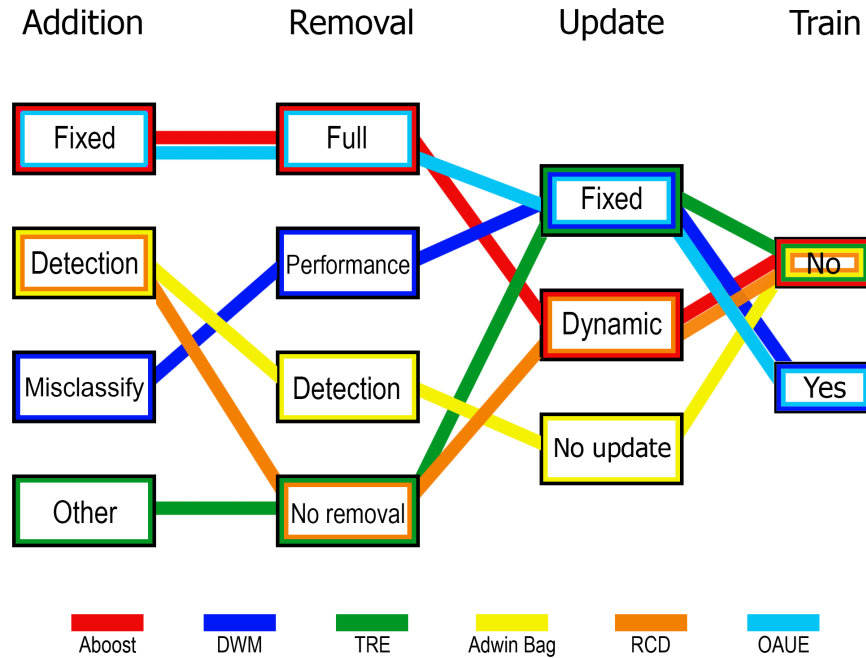 Addition Removal Update Train
Fixed Full
Fixed
Detection Performance
No
Dynamic
Misclassify Detection Yes
No update
Other No removal
Aboost DWM TRE Adwin Bag RCD OAUE